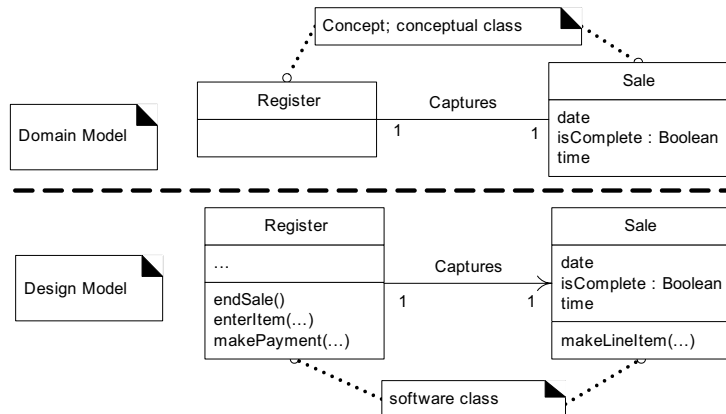 Concept; conceptual class
Register
Sale
Captures
date
isComplete : Boolean
time
1
1
Domain Model
Register
Sale
...
Captures
date
isComplete : Boolean
time
1
1
Design Model
endSale()
enterItem(...)
makePayment(...)
makeLineItem(...)
software class